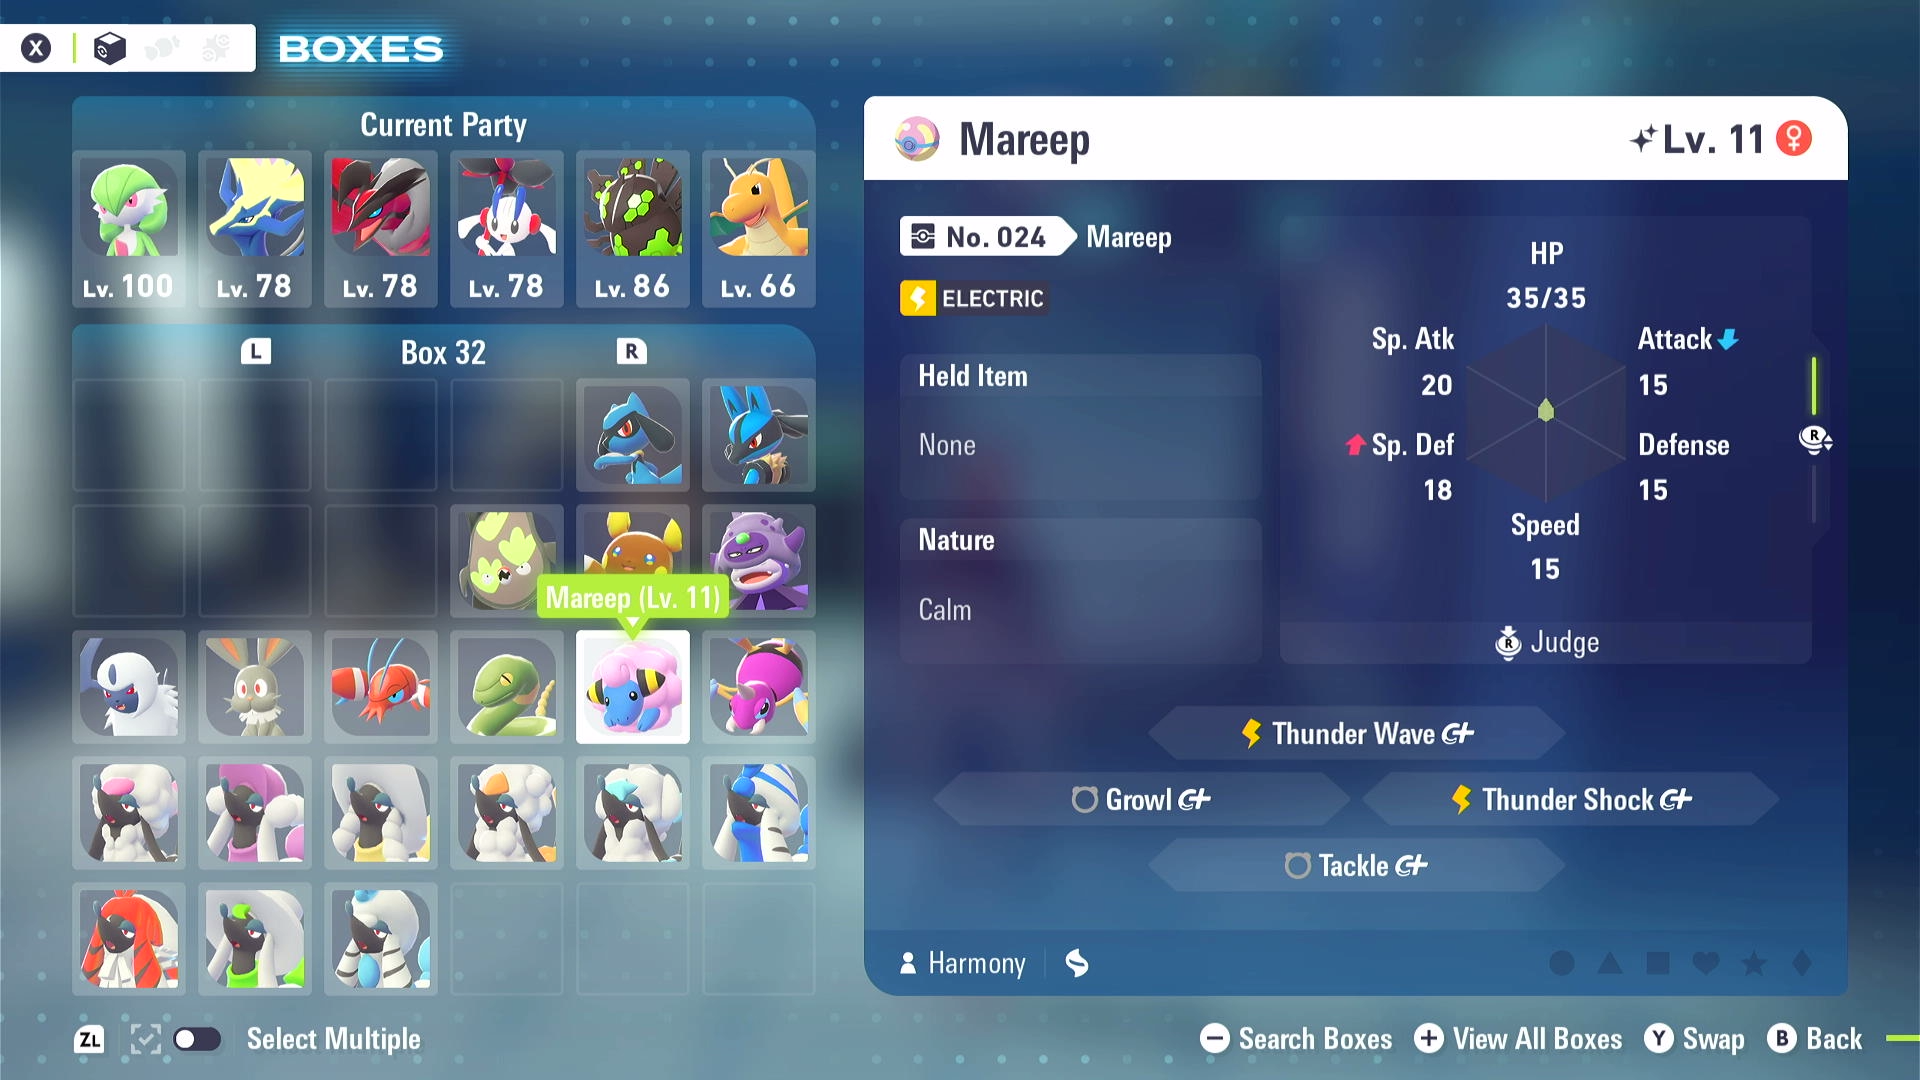 X
BOXES
Current Party
Lv. 100
Lv. 78
Lv. 78
Lv. 78
Lv. 86
Lv. 66
L
Box 32
R
Mareep (Lv. 11)
ZL
Select Multiple
Mareep
Lv. 11
No. 024
Mareep
ELECTRIC
Held Item
None
Nature
Calm
HP
35/35
Sp. Atk
20
Attack
15
Sp. Def
18
Defense
15
Speed
15
R
R Judge
Thunder Wave
Growl
Thunder Shock
Tackle
Harmony
Search Boxes
View All Boxes
Y Swap
B Back